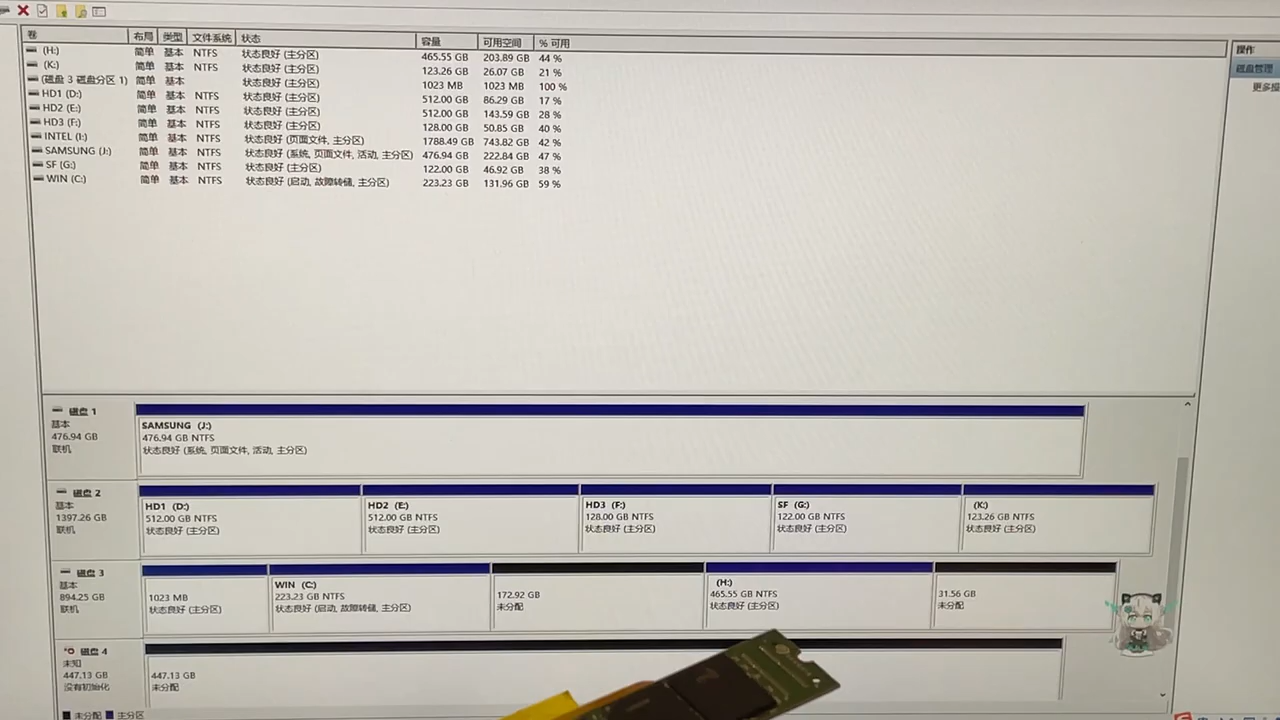 卷 布局 类型 文件系统 状态 容量 可用空间 % 可用
(H:) 简单 基本 NTFS 状态良好 (主分区) 465.55 GB 203.89 GB 44 %
(K:) 简单 基本 NTFS 状态良好 (主分区) 123.26 GB 26.07 GB 21 %
(磁盘 3 磁盘分区 1) 简单 基本 状态良好 (主分区) 1023 MB 1023 MB 100 %
HD1 (D:) 简单 基本 NTFS 状态良好 (主分区) 512.00 GB 86.29 GB 17 %
HD2 (E:) 简单 基本 NTFS 状态良好 (主分区) 512.00 GB 143.59 GB 28 %
HD3 (F:) 简单 基本 NTFS 状态良好 (主分区) 128.00 GB 50.85 GB 40 %
INTEL (I:) 简单 基本 NTFS 状态良好 (页面文件, 主分区) 1788.49 GB 743.82 GB 42 %
SAMSUNG (J:) 简单 基本 NTFS 状态良好 (系统, 页面文件, 活动, 主分区) 476.94 GB 222.84 GB 47 %
SF (G:) 简单 基本 NTFS 状态良好 (主分区) 122.00 GB 46.92 GB 38 %
WIN (C:) 简单 基本 NTFS 状态良好 (启动, 故障转储, 主分区) 223.23 GB 131.96 GB 59 %
操作
磁盘管理
更多操
磁盘 1
基本
476.94 GB
联机
SAMSUNG (J:)
476.94 GB NTFS
状态良好 (系统, 页面文件, 活动, 主分区)
磁盘 2
基本
1397.26 GB
联机
HD1 (D:)
512.00 GB NTFS
状态良好 (主分区)
HD2 (E:)
512.00 GB NTFS
状态良好 (主分区)
HD3 (F:)
128.00 GB NTFS
状态良好 (主分区)
SF (G:)
122.00 GB NTFS
状态良好 (主分区)
(K:)
123.26 GB NTFS
状态良好 (主分区)
磁盘 3
基本
894.25 GB
联机
1023 MB
状态良好 (主分区)
WIN (C:)
223.23 GB NTFS
状态良好 (启动, 故障转储, 主分区)
172.92 GB
未分配
(H:)
465.55 GB NTFS
状态良好 (主分区)
31.56 GB
未分配
磁盘 4
未知
447.13 GB
没有初始化
447.13 GB
未分配
未分配 主分区